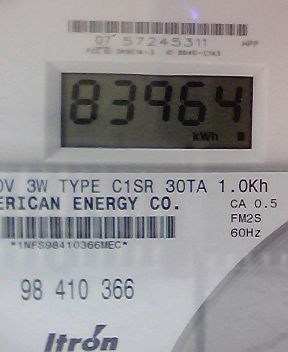 07 57245311 MPP
83964
kWh
0V 3W TYPE C1SR 30TA 1.0Kh
ERICAN ENERGY CO. CA 0.5
FM2S
60Hz
*1NFS98410366MEC*
98 410 366
Itron